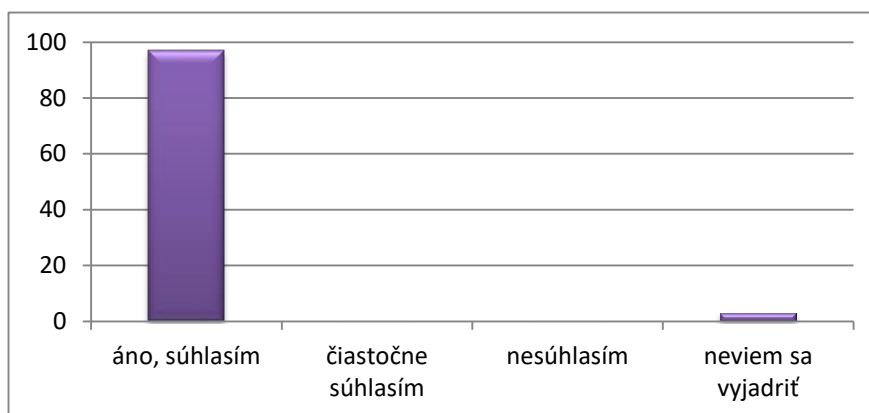 100
80
60
40
20
0
áno, súhlasím
čiastočne
súhlasím
nesúhlasím
neviem sa
vyjadriť